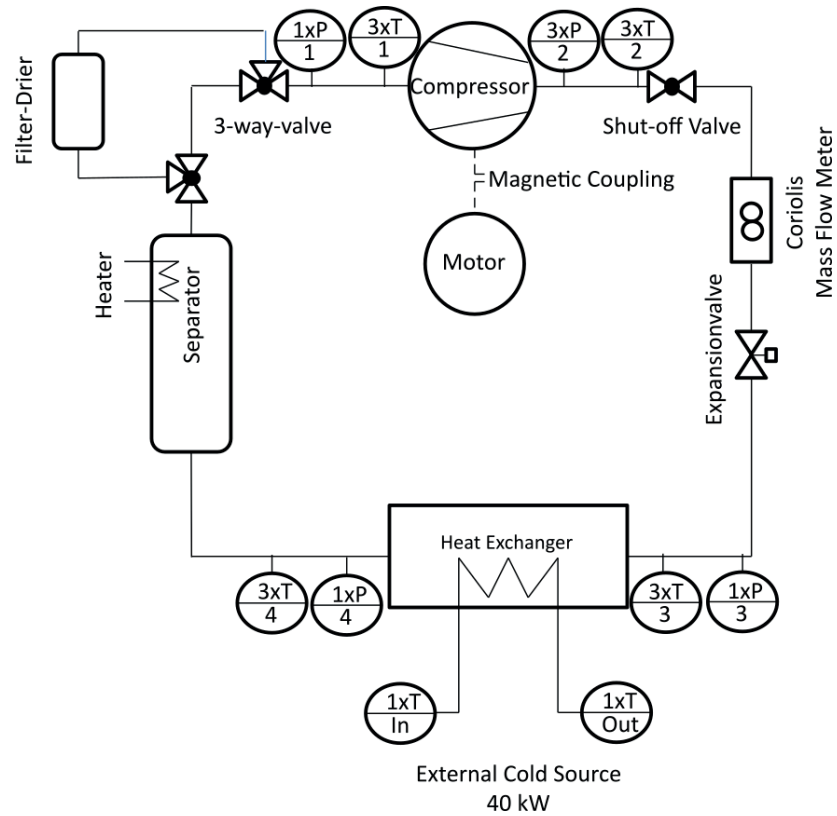 1xP
1
3xT
1
Compressor
3xP
2
3xT
2
Filter-Drier
3-way-valve
Shut-off Valve
Magnetic Coupling
Motor
Coriolis
Mass Flow Meter
Heater
Separator
Expansionvalve
Heat Exchanger
3xT
4
1xP
4
3xT
3
1xP
3
1xT
In
1xT
Out
External Cold Source
40 kW